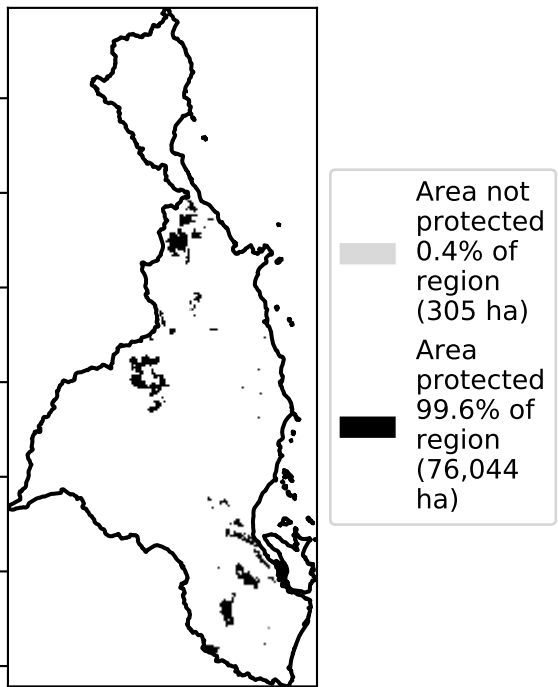 Area not
protected
0.4% of
region
(305 ha)
Area
protected
99.6% of
region
(76,044
ha)